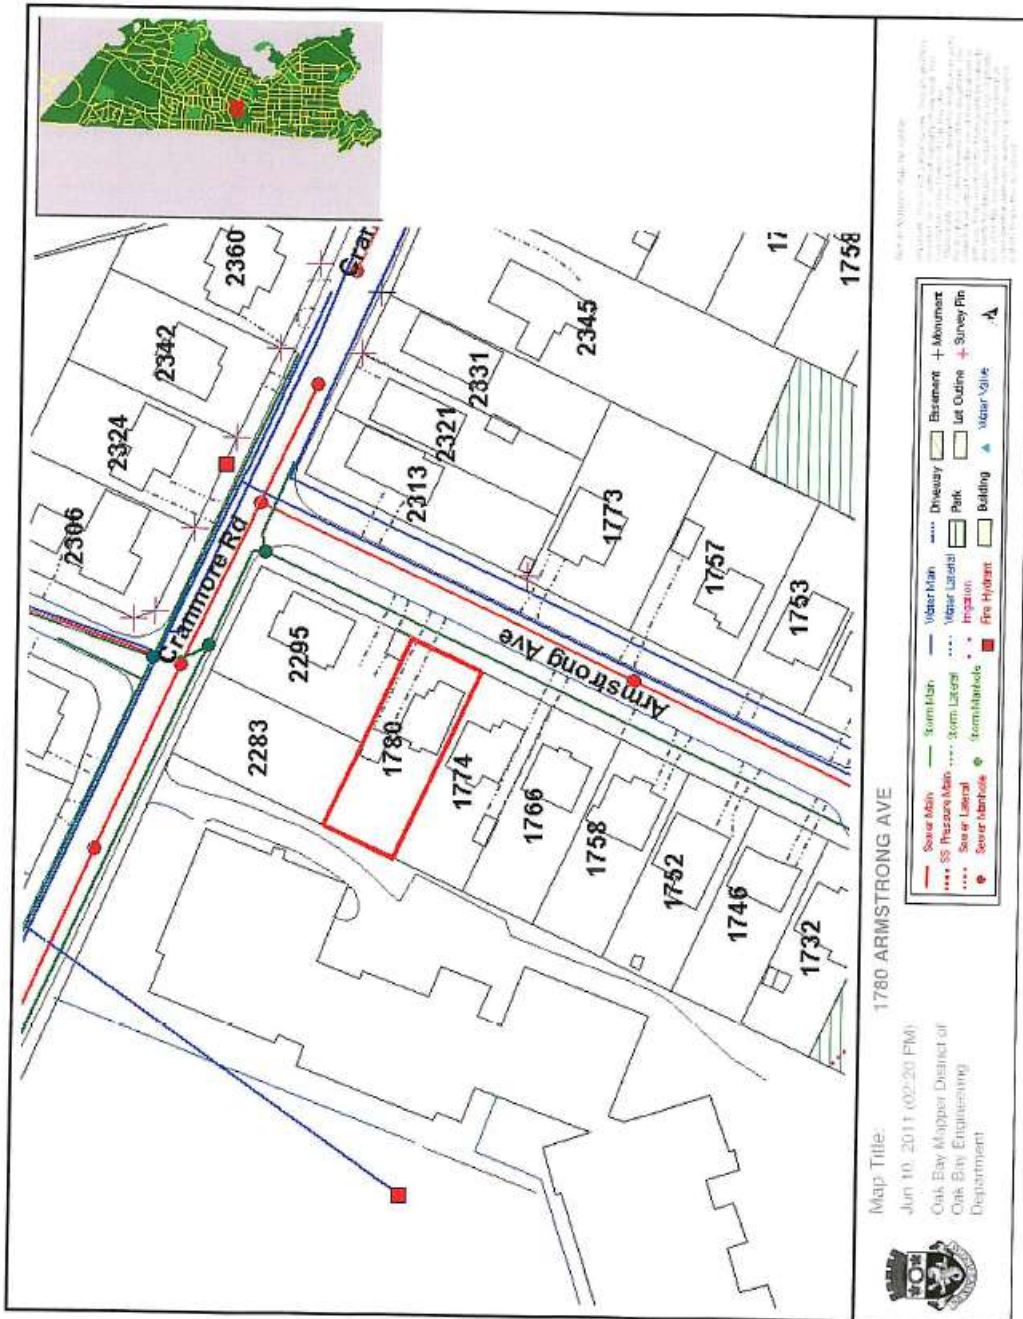 2360
2342
2324
2306
Cranmore Rd
Cran
2345
2331
2321
2313
1773
1757
1753
17
1758
2295
2283
Armstrong Ave
1780
1774
1766
1758
1752
1746
1732
Map Title:
1780 ARMSTRONG AVE
Jun 10, 2011 (02:20 PM)
Oak Bay Mapper District of
Oak Bay Engineering
Department
Sewer Main
SS Pressure Main
Sewer Lateral
Sewer Manhole
Storm Main
Storm Lateral
Storm Manhole
Water Main
Water Lateral
Irrigation
Fire Hydrant
Driveway
Park
Building
Easement
Lot Outline
Water Valve
Monument
Survey Pin